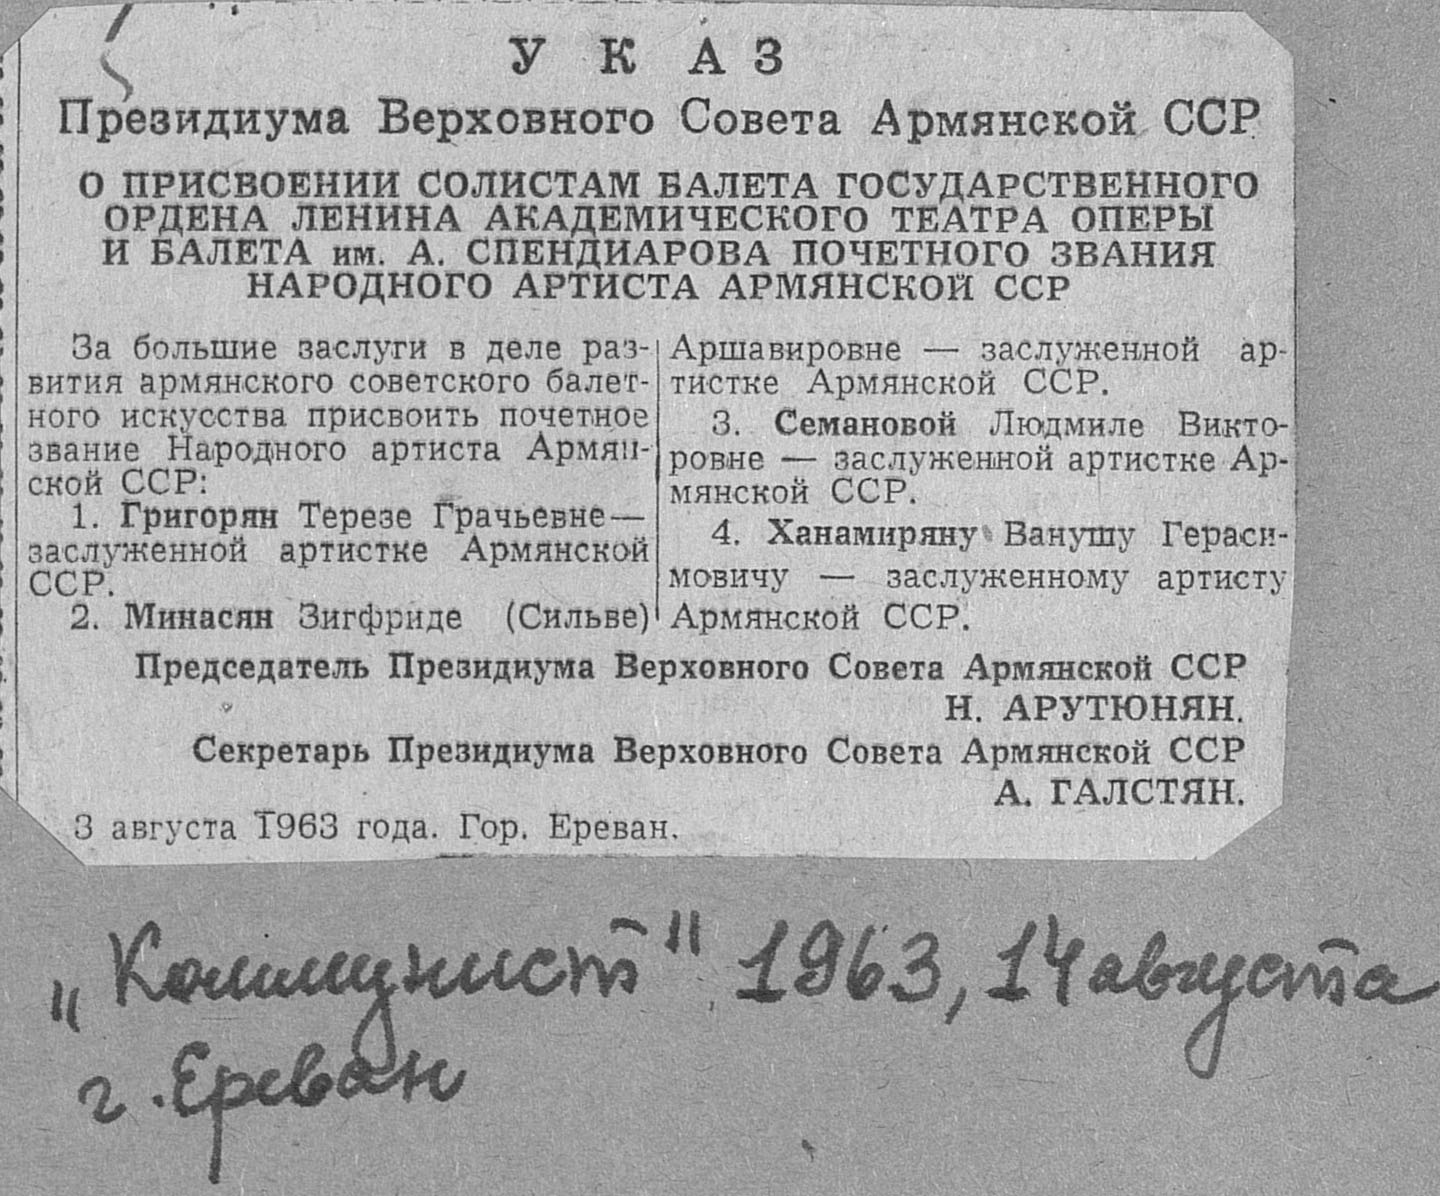 УКАЗ
Президиума Верховного Совета Армянской ССР
О ПРИСВОЕНИИ СОЛИСТАМ БАЛЕТА ГОСУДАРСТВЕННОГО
ОРДЕНА ЛЕНИНА АКАДЕМИЧЕСКОГО ТЕАТРА ОПЕРЫ
И БАЛЕТА им. А. СПЕНДИАРОВА ПОЧЕТНОГО ЗВАНИЯ
НАРОДНОГО АРТИСТА АРМЯНСКОЙ ССР
За большие заслуги в деле раз-
вития армянского советского балет-
ного искусства присвоить почетное
звание Народного артиста Армян-
ской ССР:
1. Григорян Терезе Грачьевне—
заслуженной артистке Армянской
ССР.
2. Минасян Зигфриде (Сильве)
Аршавировне — заслуженной ар-
тистке Армянской ССР.
3. Семановой Людмиле Викто-
ровне — заслуженной артистке Ар-
мянской ССР.
4. Ханамиряну Ванушу Гераси-
мовичу — заслуженному артисту
Армянской ССР.
Председатель Президиума Верховного Совета Армянской ССР
Н. АРУТЮНЯН.
Секретарь Президиума Верховного Совета Армянской ССР
А. ГАЛСТЯН.
3 августа 1963 года. Гор. Ереван.
„Коммунист" 1963, 14 августа
г. Ереван